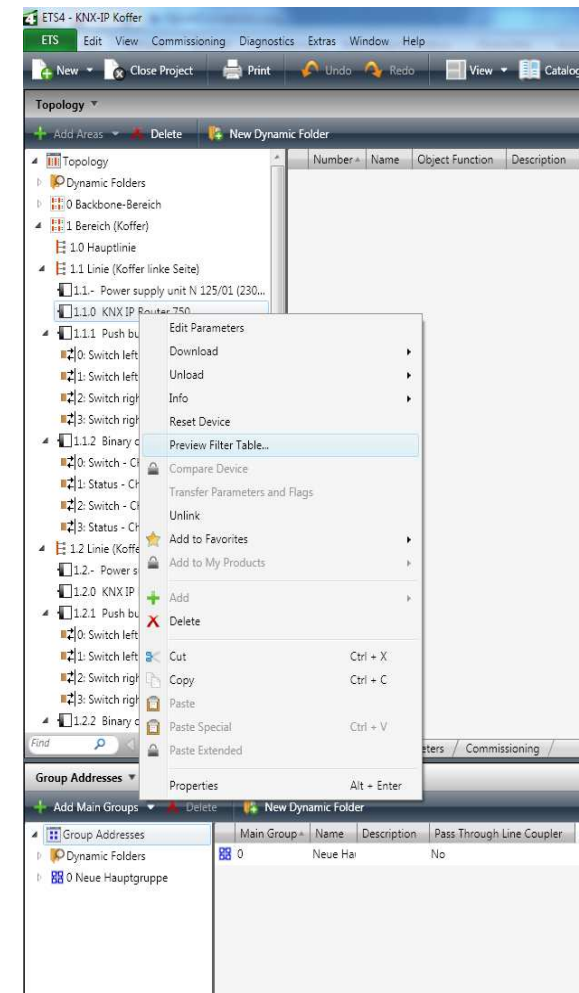 ETS4 - KNX-IP Koffer
ETS Edit View Commissioning Diagnostics Extras Window Help
New Close Project Print Undo Redo View Catalog
Topology
Add Areas Delete New Dynamic Folder
Topology
Number Name Object Function Description
Dynamic Folders
0 Backbone-Bereich
1 Bereich (Koffer)
1.0 Hauptlinie
1.1 Linie (Koffer linke Seite)
1.1.- Power supply unit N 125/01 (230...
1.1.0 KNX IP Router 750
1.1.1 Push bu
0: Switch left
1: Switch left
2: Switch righ
3: Switch righ
1.1.2 Binary o
0: Switch - Ch
1: Status - Ch
2: Switch - Ch
3: Status - Ch
1.2 Linie (Koffe
1.2.- Power s
1.2.0 KNX IP
1.2.1 Push bu
0: Switch left
1: Switch left
2: Switch righ
3: Switch righ
1.2.2 Binary o
Edit Parameters
Download
Unload
Info
Reset Device
Preview Filter Table...
Compare Device
Transfer Parameters and Flags
Unlink
Add to Favorites
Add to My Products
Add
Delete
Cut Ctrl + X
Copy Ctrl + C
Paste
Paste Special Ctrl + V
Paste Extended
Properties Alt + Enter
Find
eters / Commissioning /
Group Addresses
Add Main Groups Delete New Dynamic Folder
Group Addresses
Main Group Name Description Pass Through Line Coupler
Dynamic Folders
0 Neue Ha No
0 Neue Hauptgruppe